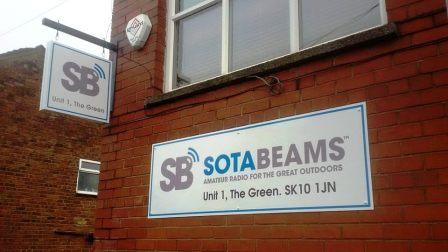 SB
Unit 1, The Green
SB SOTABEAMS™
AMATEUR RADIO FOR THE GREAT OUTDOORS
Unit 1, The Green. SK10 1JN